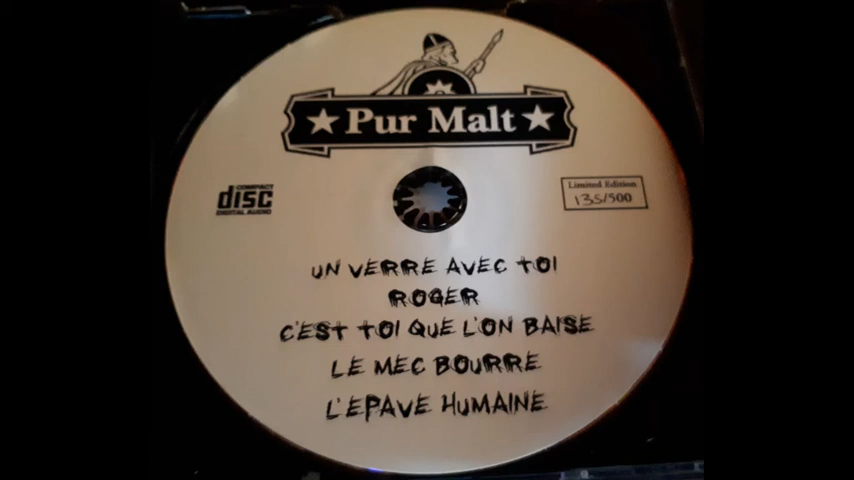 Pur Malt
COMPACT
disc
DIGITAL AUDIO
Limited Edition
135/500
UN VERRE AVEC TOI
ROGER
C'EST TOI QUE L'ON BAISE
LE MEC BOURRE
L'EPAVE HUMAINE